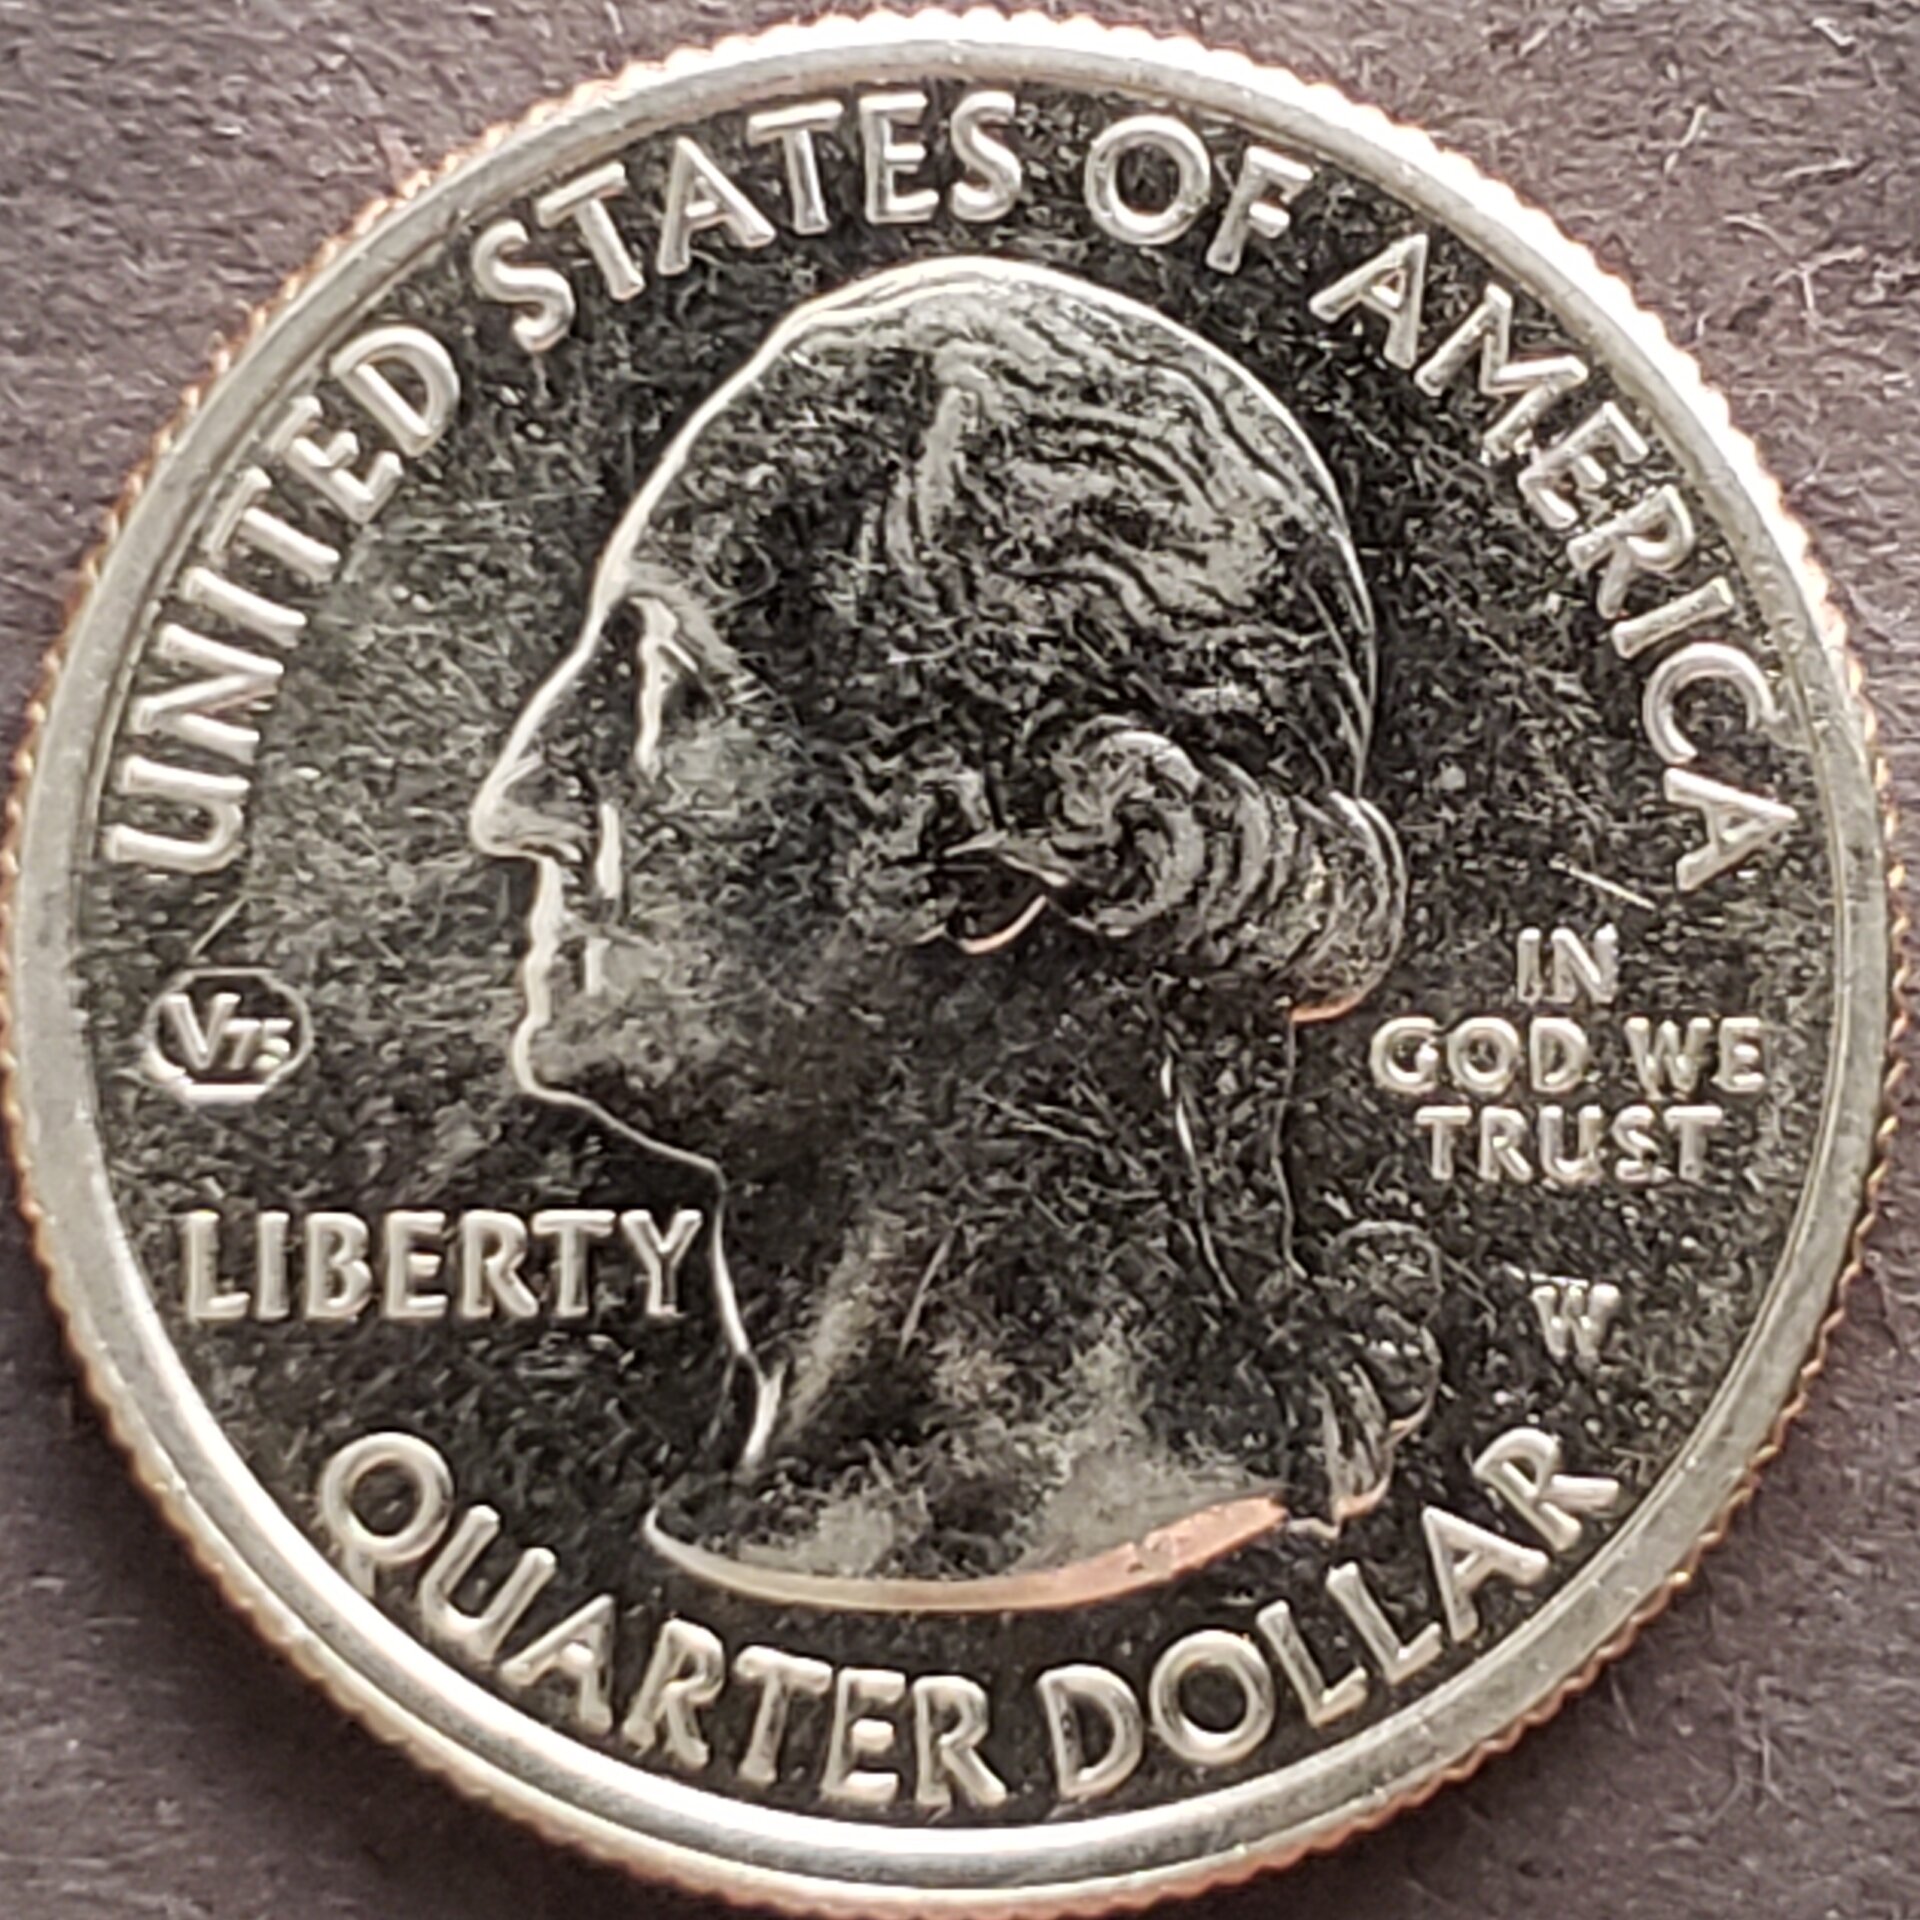 UNITED STATES OF AMERICA
V75
LIBERTY
IN
GOD WE
TRUST
W
QUARTER DOLLAR